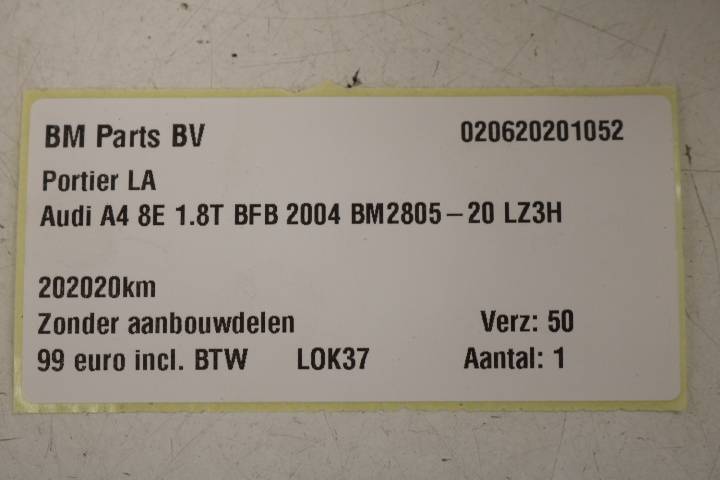 BM Parts BV 020620201052
Portier LA
Audi A4 8E 1.8T BFB 2004 BM2805-20 LZ3H
202020km
Zonder aanbouwdelen Verz: 50
99 euro incl. BTW LOK37 Aantal: 1